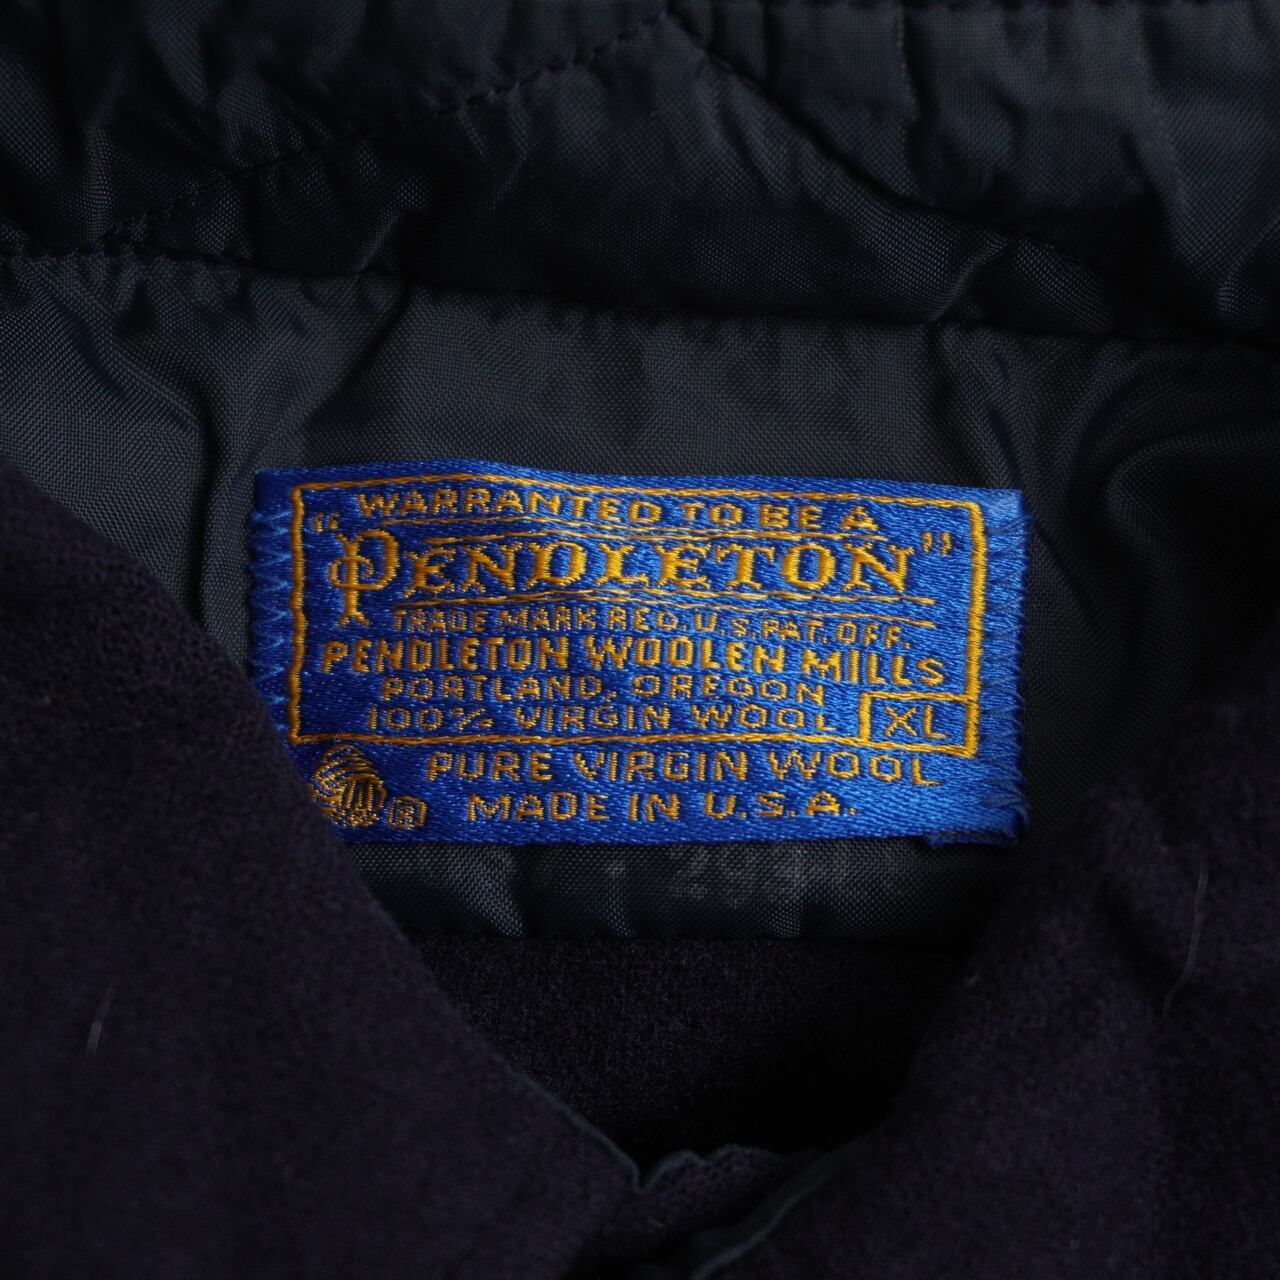 WARRANTED TO BE A
"PENDLETON"
TRADE MARK REG. U.S. PAT. OFF.
PENDLETON WOOLEN MILLS
PORTLAND, OREGON
100% VIRGIN WOOL XL
PURE VIRGIN WOOL
® MADE IN U.S.A.